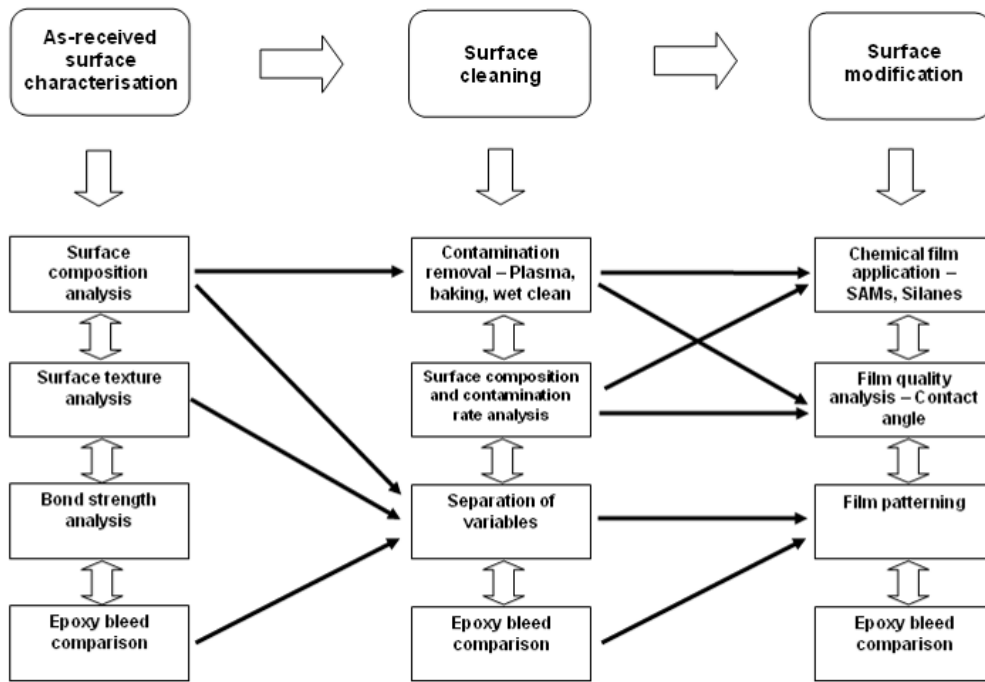 As-received
surface
characterisation
Surface
cleaning
Surface
modification
Surface
composition
analysis
Contamination
removal – Plasma,
baking, wet clean
Chemical film
application –
SAMs, Silanes
Surface texture
analysis
Surface composition
and contamination
rate analysis
Film quality
analysis – Contact
angle
Bond strength
analysis
Separation of
variables
Film patterning
Epoxy bleed
comparison
Epoxy bleed
comparison
Epoxy bleed
comparison